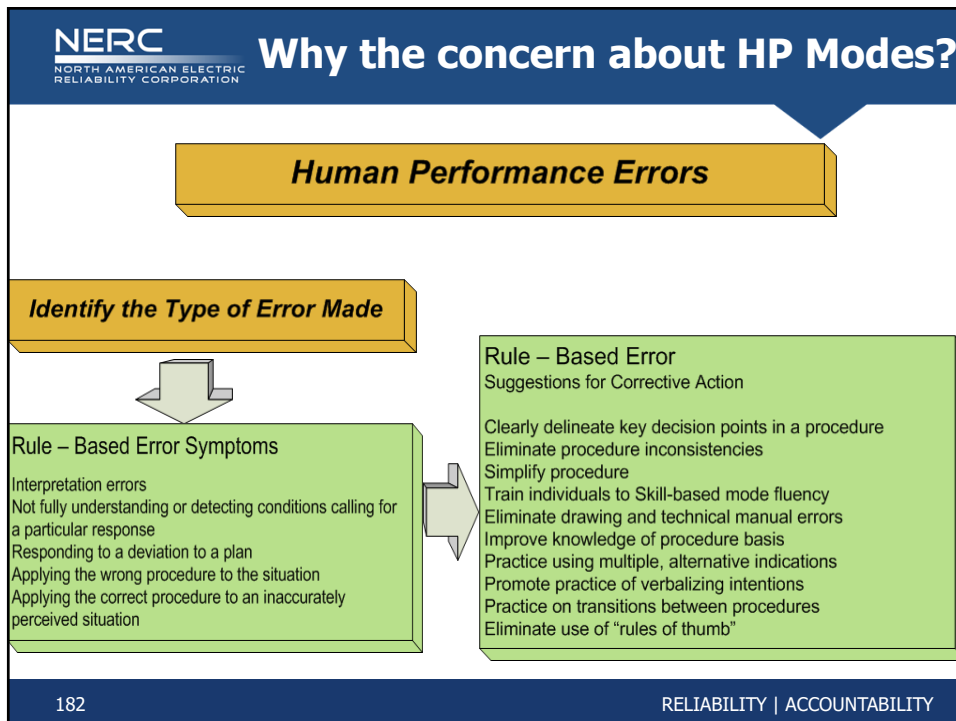 NERC
NORTH AMERICAN ELECTRIC
RELIABILITY CORPORATION
Why the concern about HP Modes?
Human Performance Errors
Identify the Type of Error Made
Rule – Based Error Symptoms
Interpretation errors
Not fully understanding or detecting conditions calling for
a particular response
Responding to a deviation to a plan
Applying the wrong procedure to the situation
Applying the correct procedure to an inaccurately
perceived situation
Rule – Based Error
Suggestions for Corrective Action
Clearly delineate key decision points in a procedure
Eliminate procedure inconsistencies
Simplify procedure
Train individuals to Skill-based mode fluency
Eliminate drawing and technical manual errors
Improve knowledge of procedure basis
Practice using multiple, alternative indications
Promote practice of verbalizing intentions
Practice on transitions between procedures
Eliminate use of “rules of thumb”
182
RELIABILITY | ACCOUNTABILITY